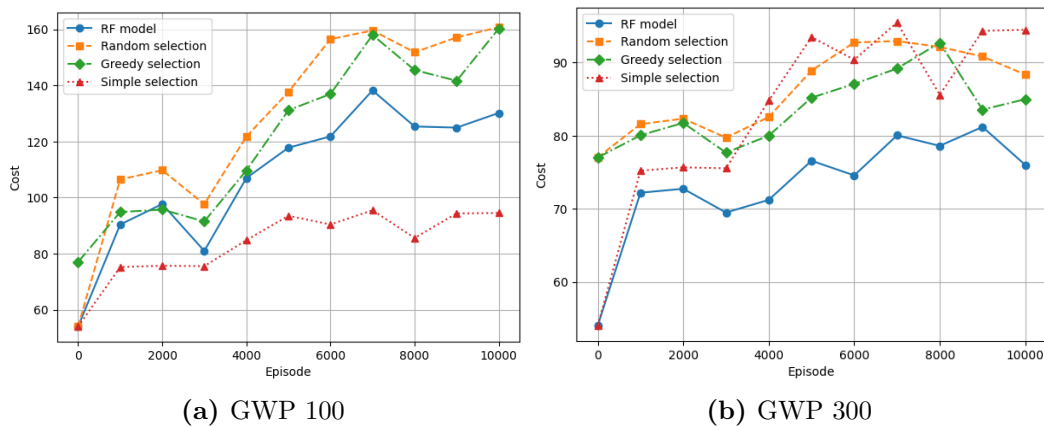 RF model
Random selection
Greedy selection
Simple selection
160
140
120
100
80
60
Cost
0 2000 4000 6000 8000 10000
Episode
(a) GWP 100
RF model
Random selection
Greedy selection
Simple selection
90
80
70
60
Cost
0 2000 4000 6000 8000 10000
Episode
(b) GWP 300